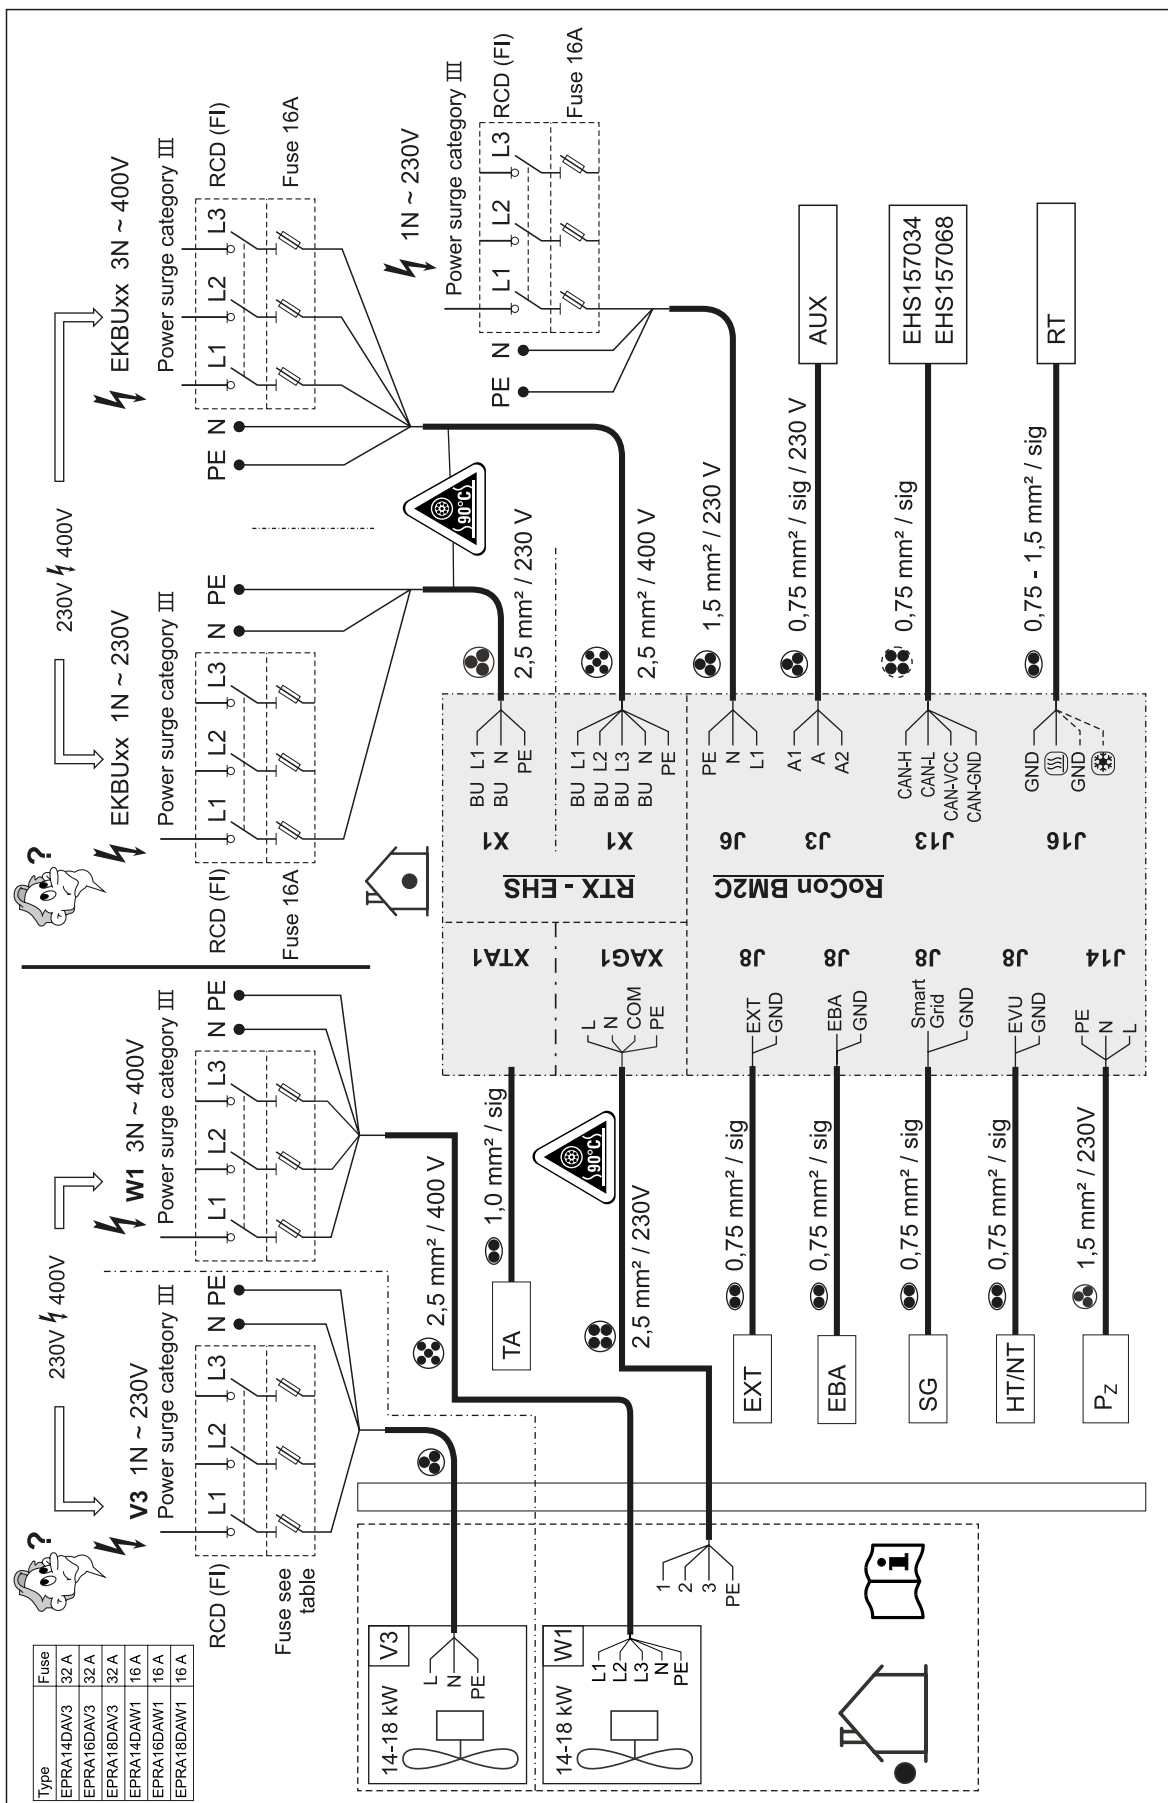 Type Fuse
EPRA14DAV3 32 A
EPRA16DAV3 32 A
EPRA18DAV3 32 A
EPRA14DAW1 16 A
EPRA16DAW1 16 A
EPRA18DAW1 16 A
?
230V 400V
V3 1N ~ 230V
Power surge category III
L1 L2 L3 N PE
RCD (FI)
Fuse see
table
W1 3N ~ 400V
Power surge category III
L1 L2 L3 N PE
?
230V 400V
EKBUxx 1N ~ 230V
Power surge category III
L1 L2 L3 N PE
RCD (FI)
Fuse 16A
EKBUxx 3N ~ 400V
Power surge category III
PE N L1 L2 L3
RCD (FI)
Fuse 16A
1N ~ 230V
Power surge category III
PE N L1 L2 L3
RCD (FI)
Fuse 16A
90°C
2,5 mm² / 230 V
2,5 mm² / 400 V
1,5 mm² / 230 V
0,75 mm² / sig / 230 V
AUX
0,75 mm² / sig
EHS157034
EHS157068
0,75 - 1,5 mm² / sig
RT
BU L1
BU N
PE
X1
BU L1
BU L2
BU L3
BU N
PE
X1
RTX - EHS
PE
N
L1
J6
A1
A
A2
J3
CAN-H
CAN-L
CAN-VCC
CAN-GND
J13
GND
GND
J16
RoCon BM2C
XTA1
XAG1
L
N
COM
PE
J8
EXT
GND
J8
EBA
GND
J8
Smart
Grid
GND
J8
EVU
GND
J14
PE
N
L
2,5 mm² / 400 V
1,0 mm² / sig
TA
90°C
2,5 mm² / 230V
0,75 mm² / sig
EXT
0,75 mm² / sig
EBA
0,75 mm² / sig
SG
0,75 mm² / sig
HT/NT
1,5 mm² / 230V
PZ
14-18 kW
V3
L
N
PE
14-18 kW
W1
L1
L2
L3
N
PE
1
2
3
PE
i